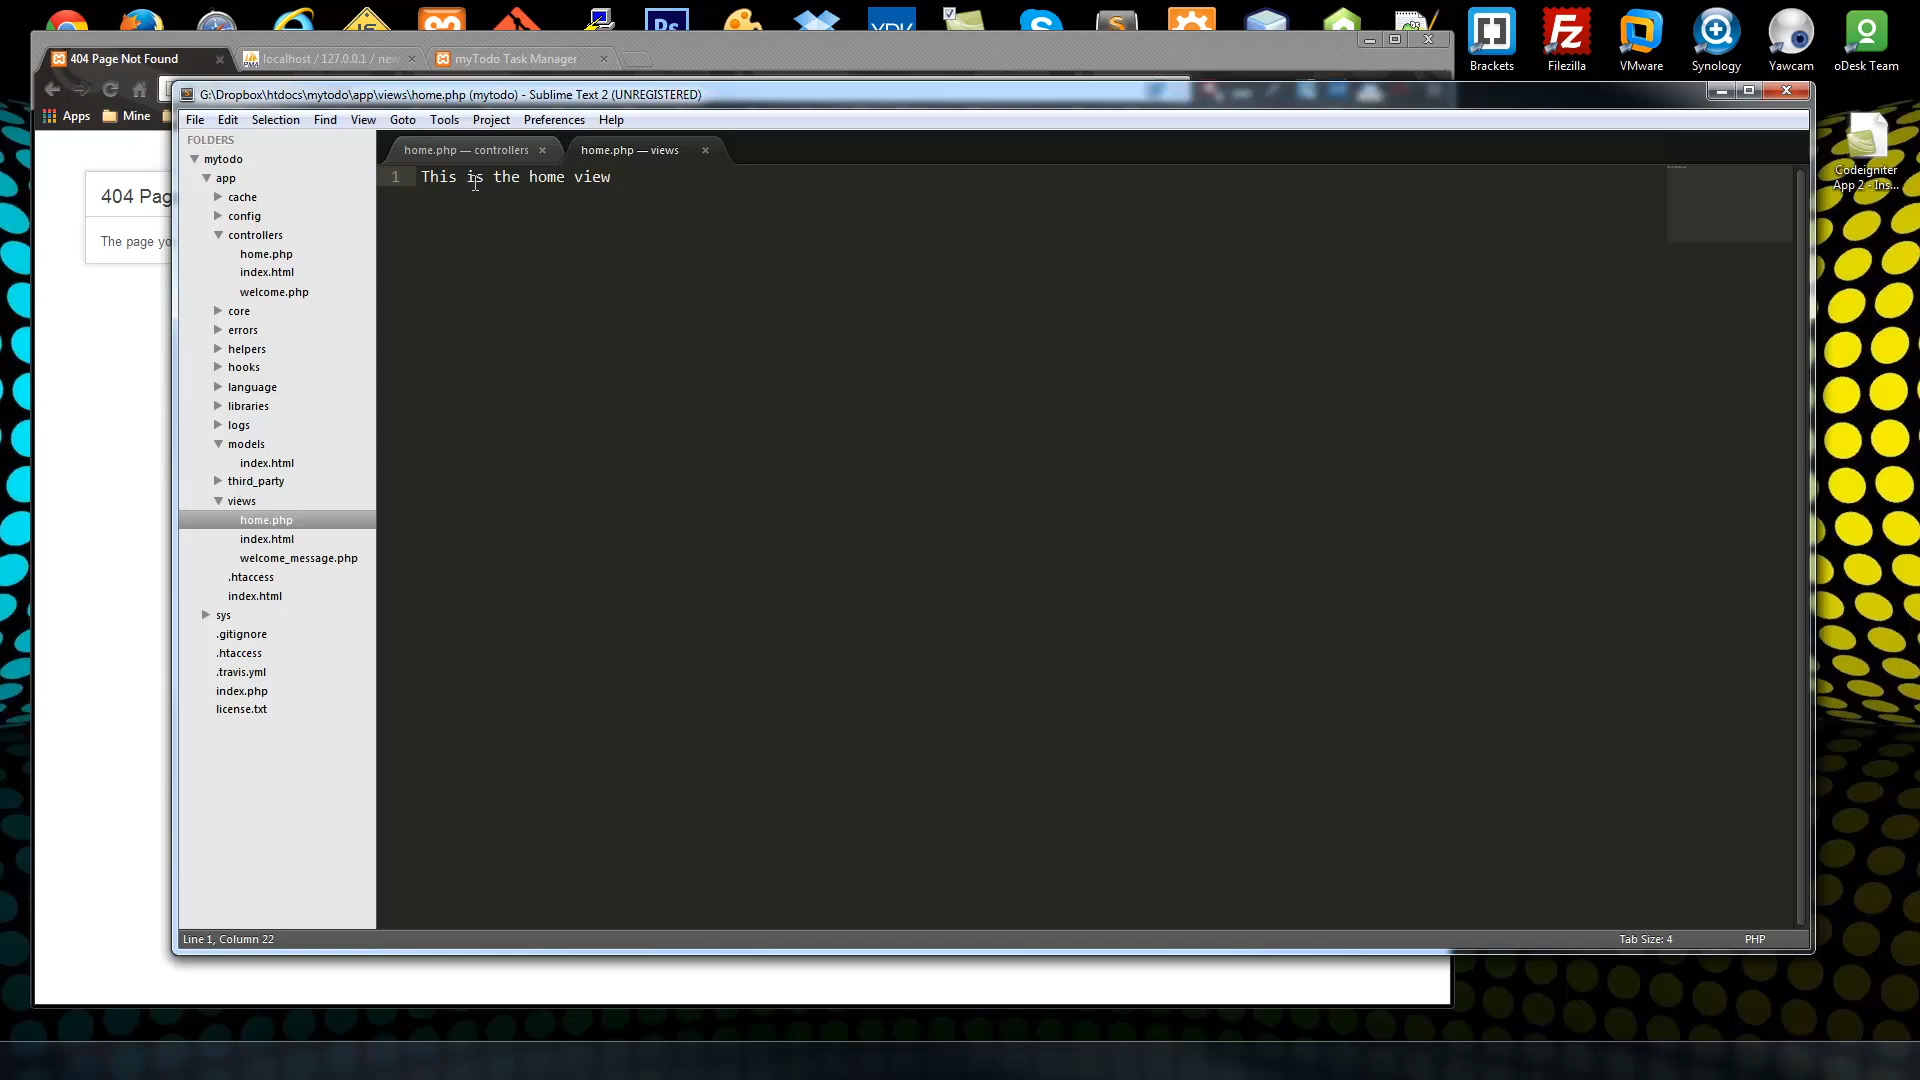 Brackets
Filezilla
VMware
Synology
Yawcam
oDesk Team
Codeigniter
App 2 - Ins...
404 Page Not Found
localhost / 127.0.0.1 / new
myTodo Task Manager
Apps
Mine
404 Pag
The page yo
G:\Dropbox\htdocs\mytodo\app\views\home.php (mytodo) - Sublime Text 2 (UNREGISTERED)
File Edit Selection Find View Goto Tools Project Preferences Help
FOLDERS
mytodo
app
cache
config
controllers
home.php
index.html
welcome.php
core
errors
helpers
hooks
language
libraries
logs
models
index.html
third_party
views
home.php
index.html
welcome_message.php
.htaccess
index.html
sys
.gitignore
.htaccess
.travis.yml
index.php
license.txt
home.php — controllers
home.php — views
1 This is the home view
Line 1, Column 22
Tab Size: 4
PHP